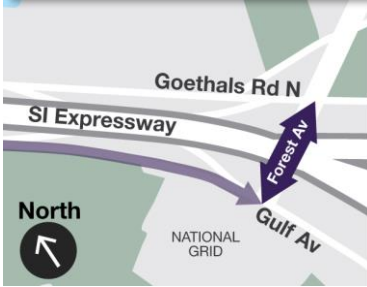 Goethals Rd N
SI Expressway
Forest Av
North
Gulf Av
NATIONAL
GRID